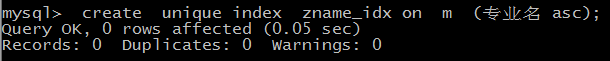 mysql>  create  unique index  zname_idx on  m  (专业名 asc);
Query OK, 0 rows affected (0.05 sec)
Records: 0  Duplicates: 0  Warnings: 0